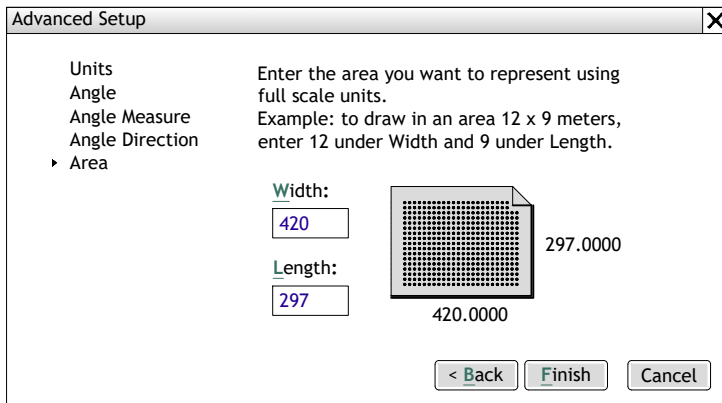 Advanced Setup
Units
Angle
Angle Measure
Angle Direction
Area
Enter the area you want to represent using
full scale units.
Example: to draw in an area 12 x 9 meters,
enter 12 under Width and 9 under Length.
Width:
420
Length:
297
297.0000
420.0000
< Back
Finish
Cancel